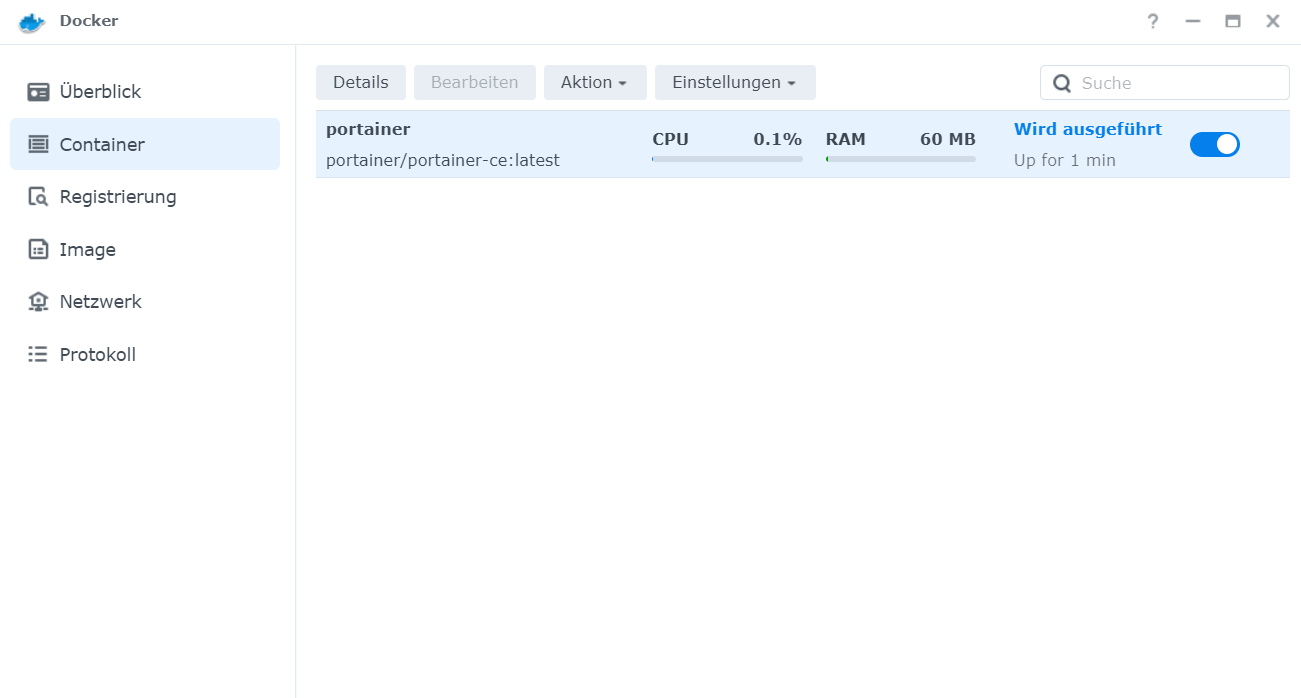 Docker
?
Überblick
Container
Registrierung
Image
Netzwerk
Protokoll
Details Bearbeiten Aktion Einstellungen Suche
portainer
portainer/portainer-ce:latest
CPU 0.1% RAM 60 MB
Wird ausgeführt
Up for 1 min